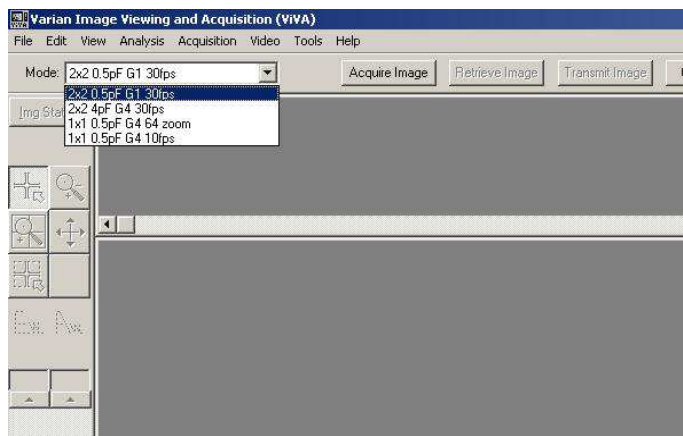 Varian Image Viewing and Acquisition (ViVA)
File Edit View Analysis Acquisition Video Tools Help
Mode: 2x2 0.5pF G1 30fps Acquire Image Retrieve Image Transmit Image
2x2 0.5pF G1 30fps
Img Stat
2x2 4pF G4 30fps
1x1 0.5pF G4 64 zoom
1x1 0.5pF G4 10fps